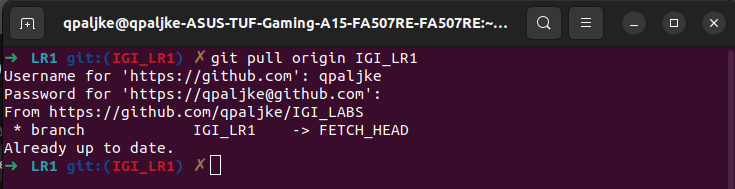 qpaljke@qpaljke-ASUS-TUF-Gaming-A15-FA507RE-FA507RE:~...
➜ LR1 git:(IGI_LR1) ✗ git pull origin IGI_LR1
Username for 'https://github.com': qpaljke
Password for 'https://qpaljke@github.com':
From https://github.com/qpaljke/IGI_LABS
 * branch            IGI_LR1    -> FETCH_HEAD
Already up to date.
➜ LR1 git:(IGI_LR1) ✗